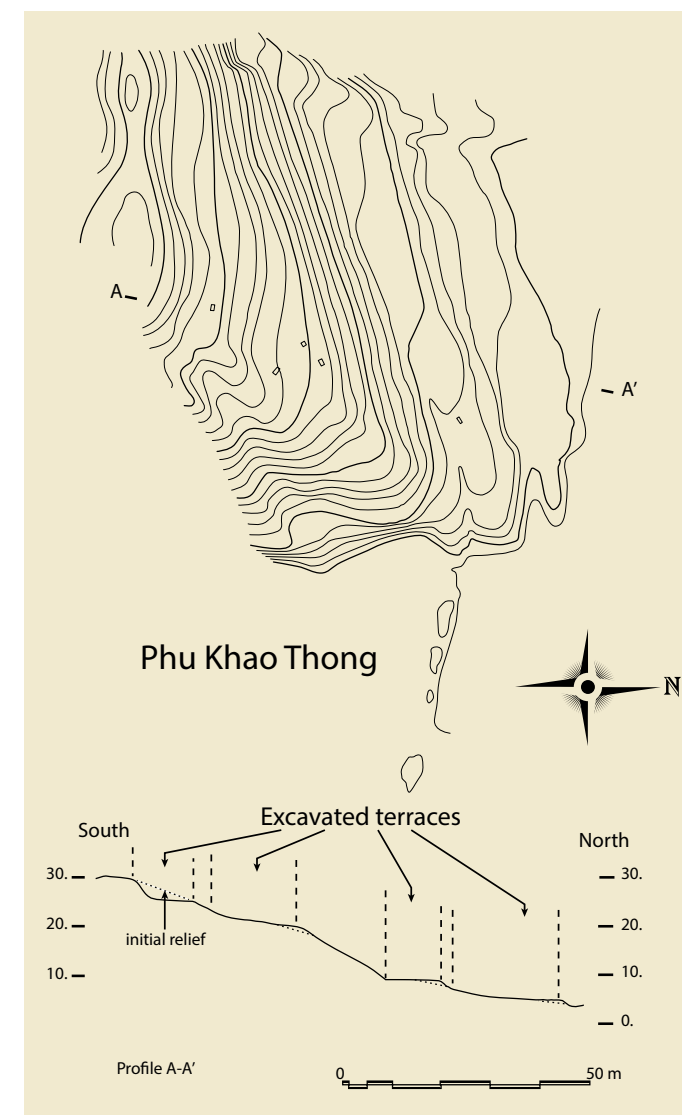 A
A'
Phu Khao Thong
N
Excavated terraces
South
North
30.
30.
20.
20.
initial relief
10.
10.
0.
Profile A-A'
0
50 m